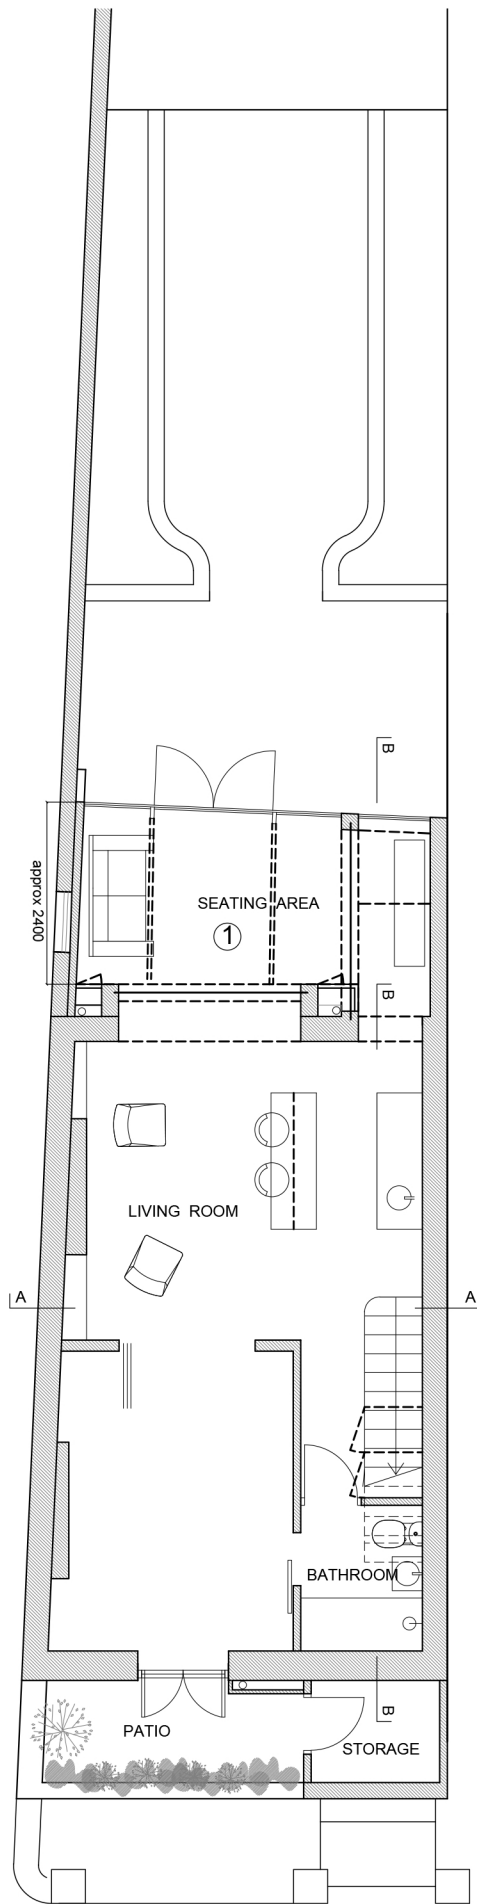 B
approx 2400
SEATING AREA
1
B
LIVING ROOM
A
A
BATHROOM
B
PATIO
STORAGE